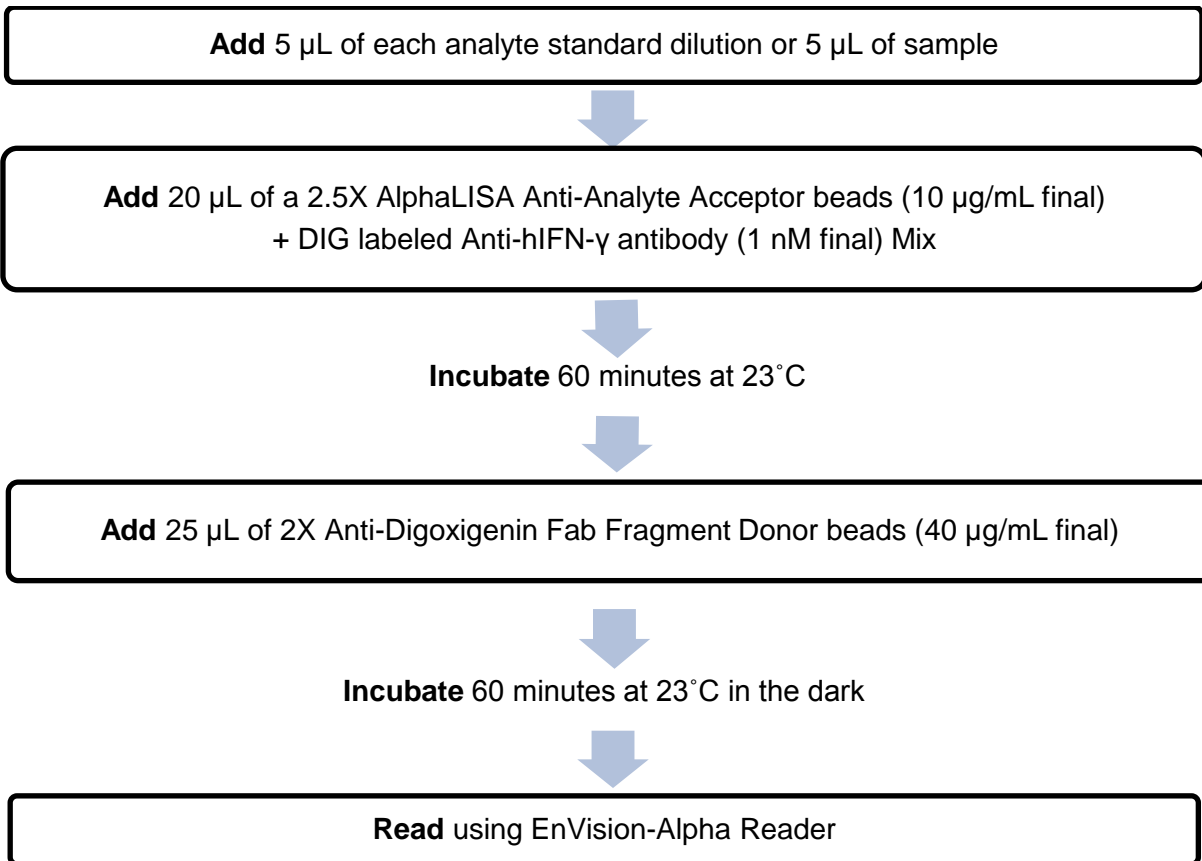 Add 5 µL of each analyte standard dilution or 5 µL of sample
Add 20 µL of a 2.5X AlphaLISA Anti-Analyte Acceptor beads (10 µg/mL final)
+ DIG labeled Anti-hIFN-γ antibody (1 nM final) Mix
Incubate 60 minutes at 23˚C
Add 25 µL of 2X Anti-Digoxigenin Fab Fragment Donor beads (40 µg/mL final)
Incubate 60 minutes at 23˚C in the dark
Read using EnVision-Alpha Reader